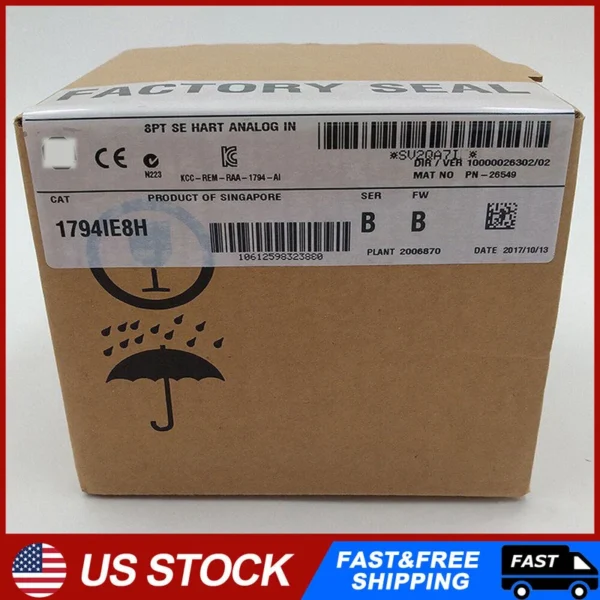 FACTORY SEAL
8PT SE HART ANALOG IN
*SV2QA7I *
CE
N223
KCC-REM-RAA-1794-AI
DIR / VER 10000026302/02
MAT NO PN-26549
CAT
PRODUCT OF SINGAPORE
SER
FW
1794IE8H
B
B
10612598323880
PLANT 2006870
DATE 2017/10/13
US STOCK
FAST&FREE
SHIPPING
FAST